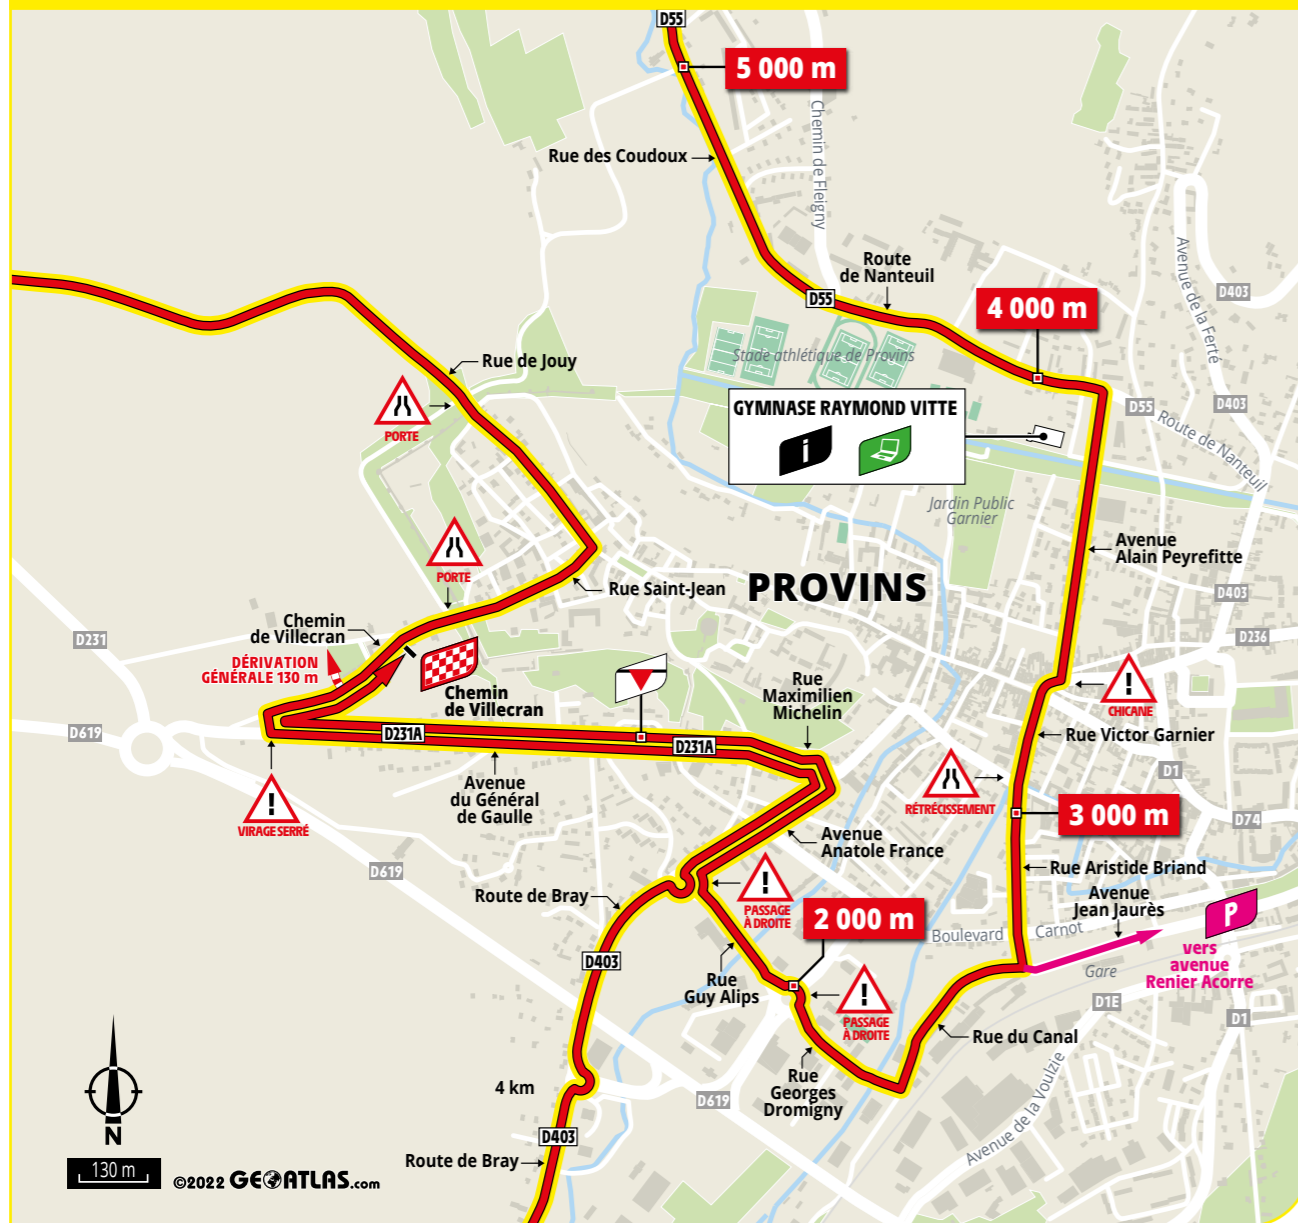 D55
5 000 m
Chemin de Fleigny
Rue des Coudoux
Avenue de la Ferté
Route
de Nanteuil
D403
D55
4 000 m
Stade athlétique de Provins
Rue de Jouy
PORTE
GYMNASE RAYMOND VITTE
i
D55
D403
Route de Nanteuil
Jardin Public
Garnier
Avenue
Alain Peyrefitte
PORTE
PROVINS
Rue Saint-Jean
D403
Chemin
de Villecran
D231
D236
DÉRIVATION
GÉNÉRALE 130 m
Chemin
de Villecran
Rue
Maximilien
Michelin
!
CHICANE
D619
D231A
D231A
Rue Victor Garnier
D1
!
VIRAGE SERRÉ
Avenue
du Général
de Gaulle
RÉTRÉCISSEMENT
3 000 m
D74
Avenue
Anatole France
D619
Rue Aristide Briand
Route de Bray
!
PASSAGE
À DROITE
2 000 m
Avenue
Jean Jaurès
P
Boulevard Carnot
vers
avenue
Renier Acorre
D403
Rue
Guy Alips
Gare
!
PASSAGE
À DROITE
D1E
D1
Rue du Canal
4 km
Rue
Georges
Dromigny
D619
Avenue de la Voulzie
N
D403
Route de Bray
130 m
©2022 GEOATLAS.com